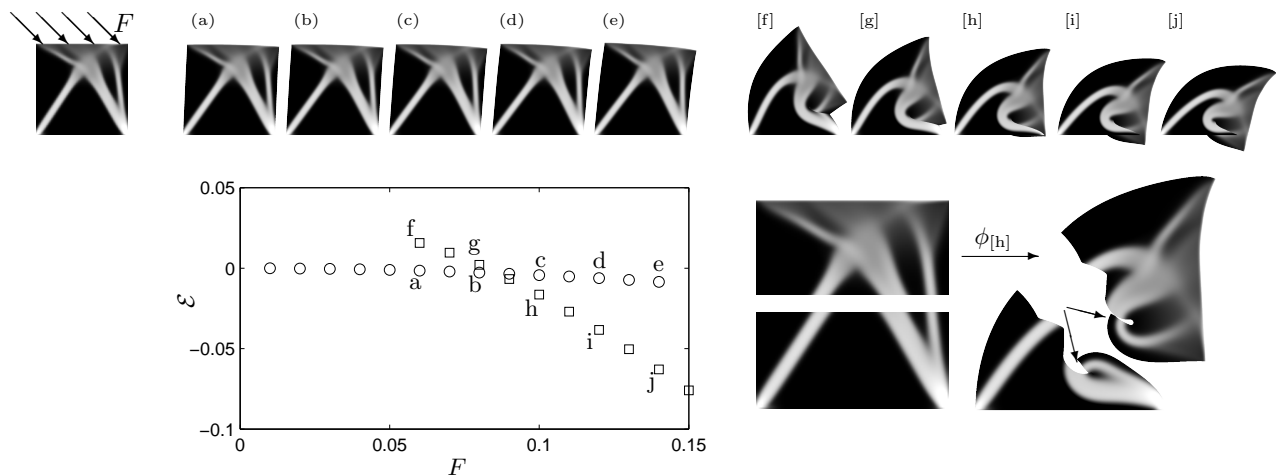 F (a) (b) (c) (d) (e) [f] [g] [h] [i] [j]
0.05
f
g
c d e
0
ℰ
a b
h
ϕ[h]
−0.05
i
j
−0.1
0 0.05 0.1 0.15
F